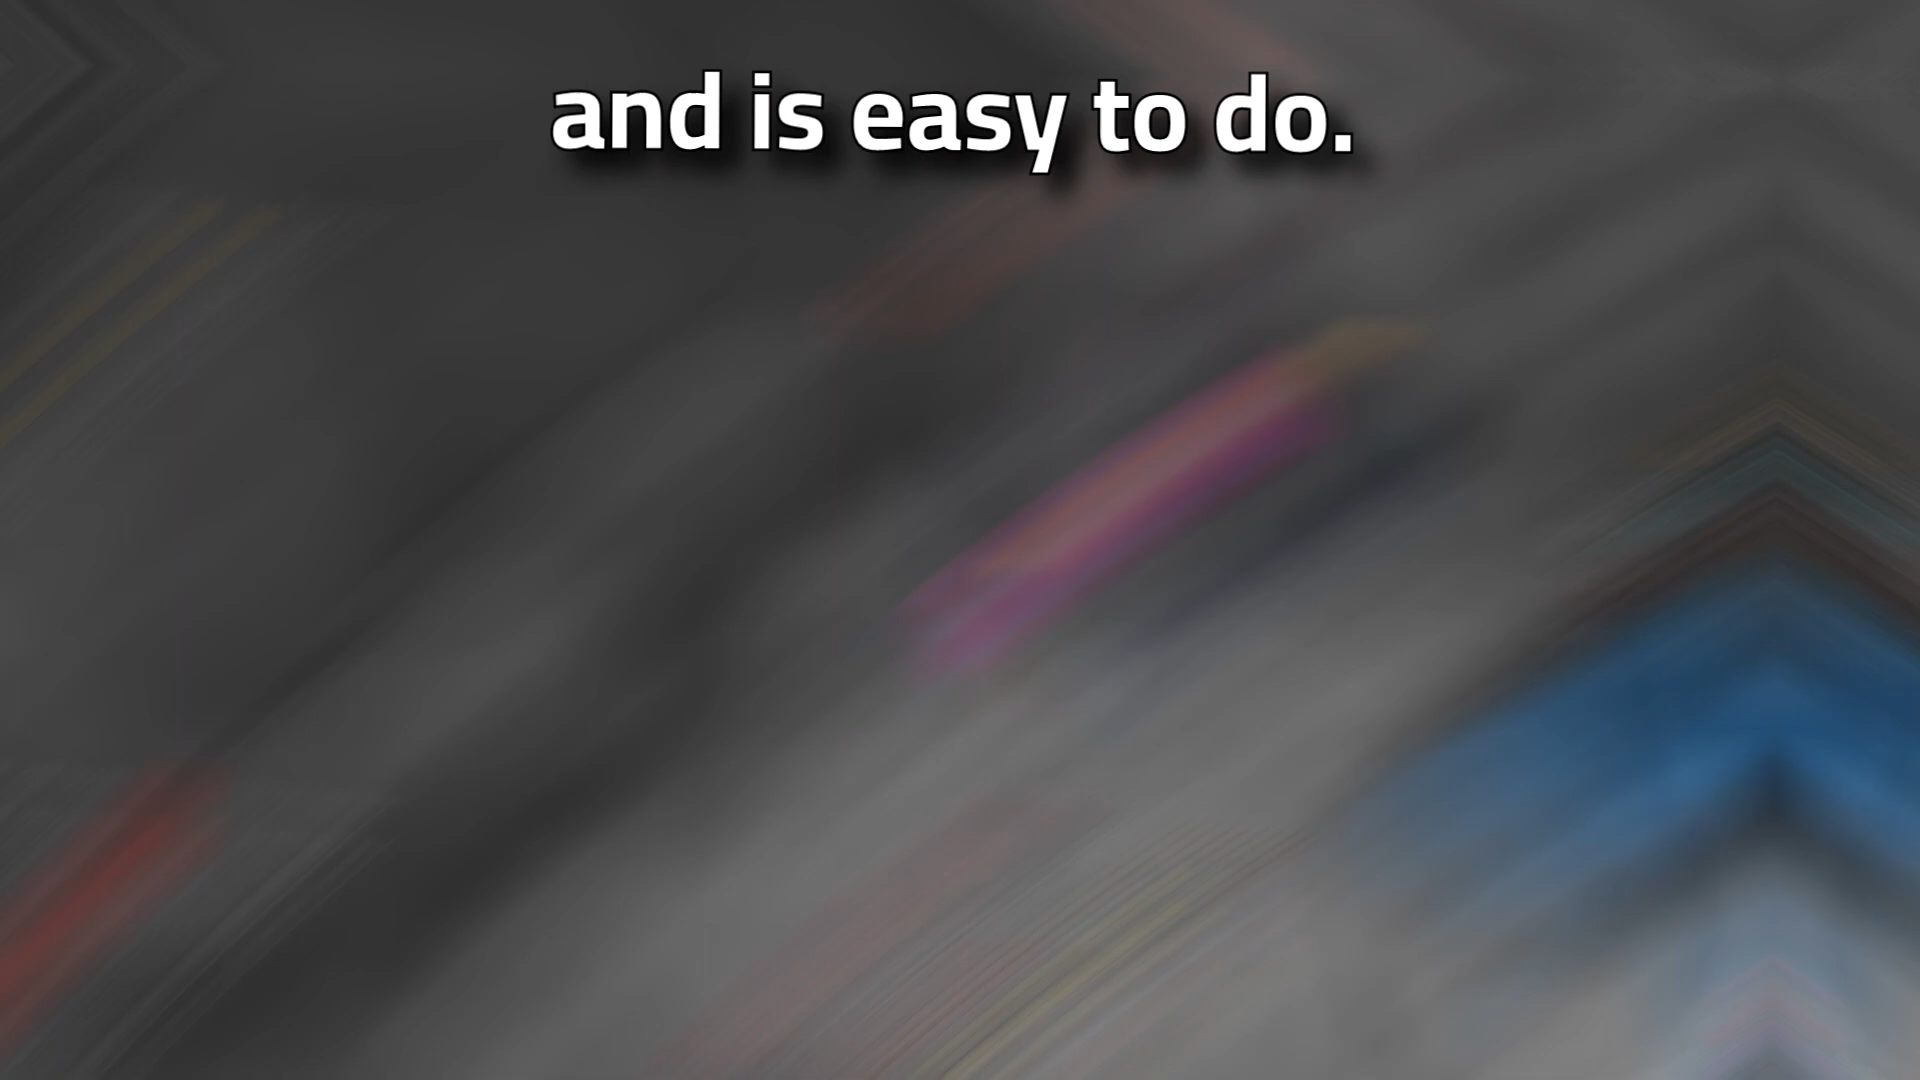 and is easy to do.